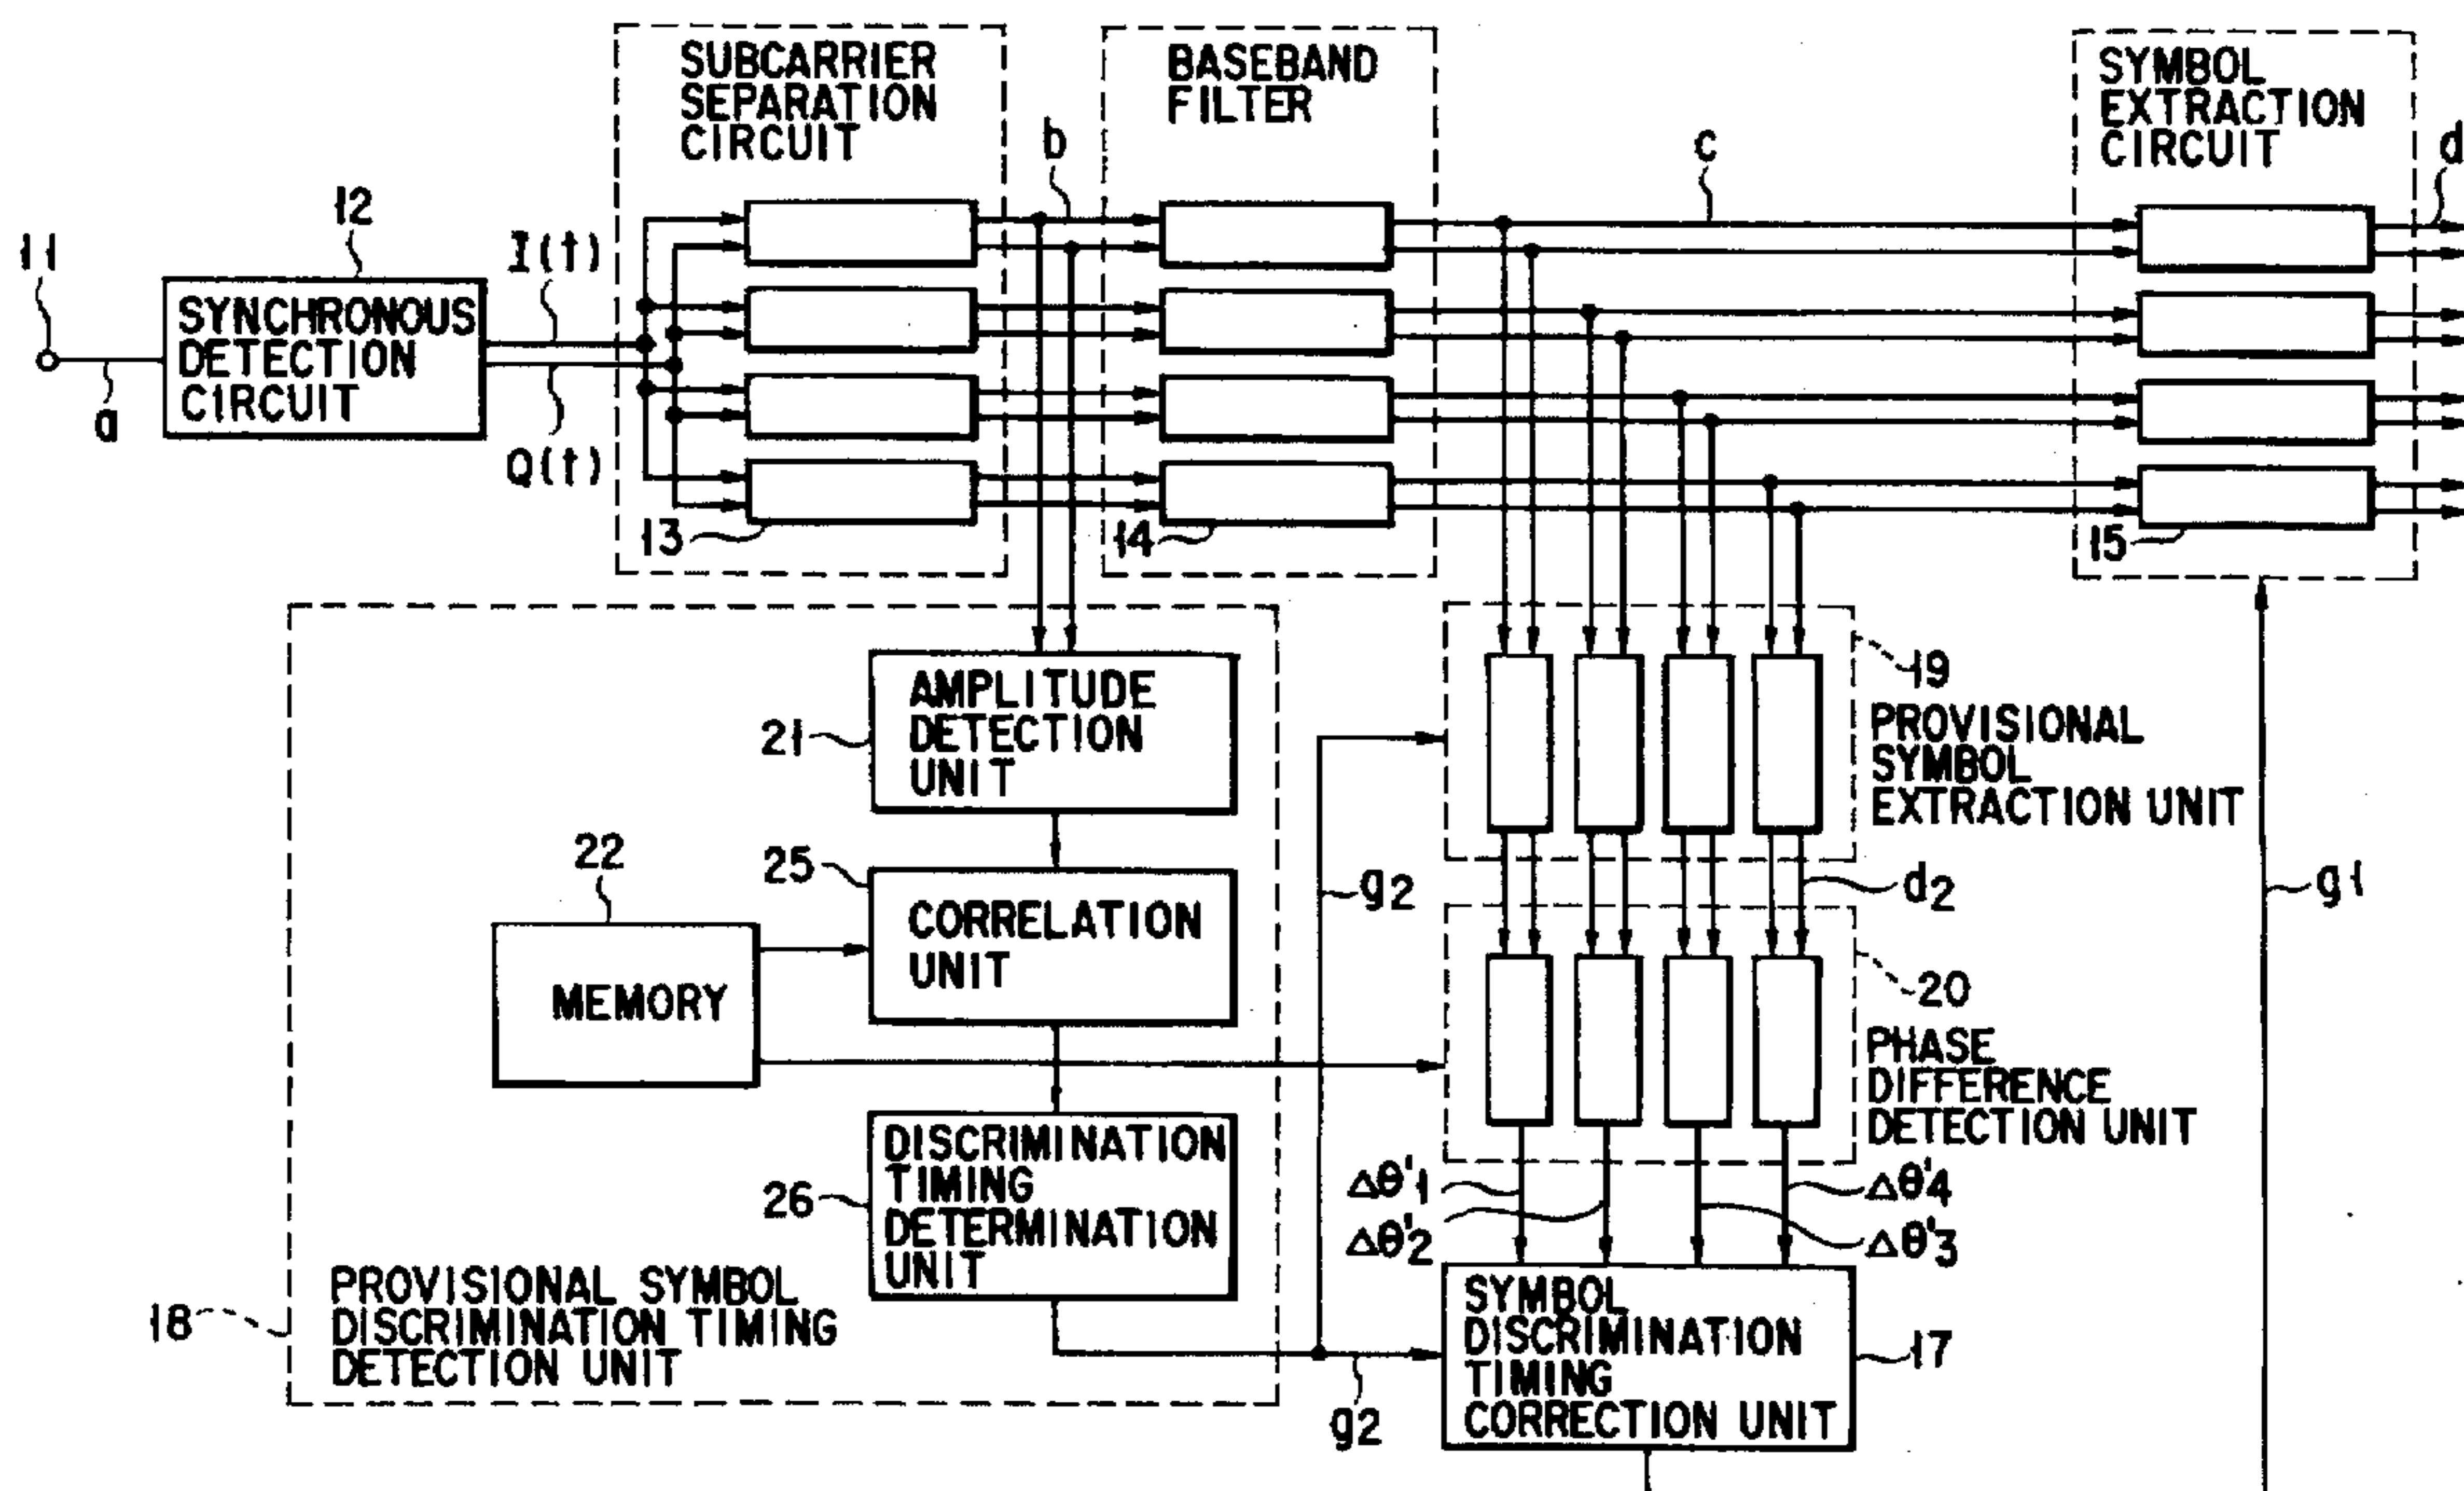 SUBCARRIER
SEPARATION
CIRCUIT
BASEBAND
FILTER
SYMBOL
EXTRACTION
CIRCUIT
b
c
d
12
11
I(t)
SYNCHRONOUS
DETECTION
CIRCUIT
a
Q(t)
13
14
15
AMPLITUDE
DETECTION
UNIT
21
19
PROVISIONAL
SYMBOL
EXTRACTION UNIT
22
25
CORRELATION
UNIT
MEMORY
g2
d2
g1
20
PHASE
DIFFERENCE
DETECTION UNIT
DISCRIMINATION
TIMING
DETERMINATION
UNIT
26
Δθ'1
Δθ'2
Δθ'4
Δθ'3
18
PROVISIONAL SYMBOL
DISCRIMINATION TIMING
DETECTION UNIT
g2
SYMBOL
DISCRIMINATION
TIMING
CORRECTION UNIT
17